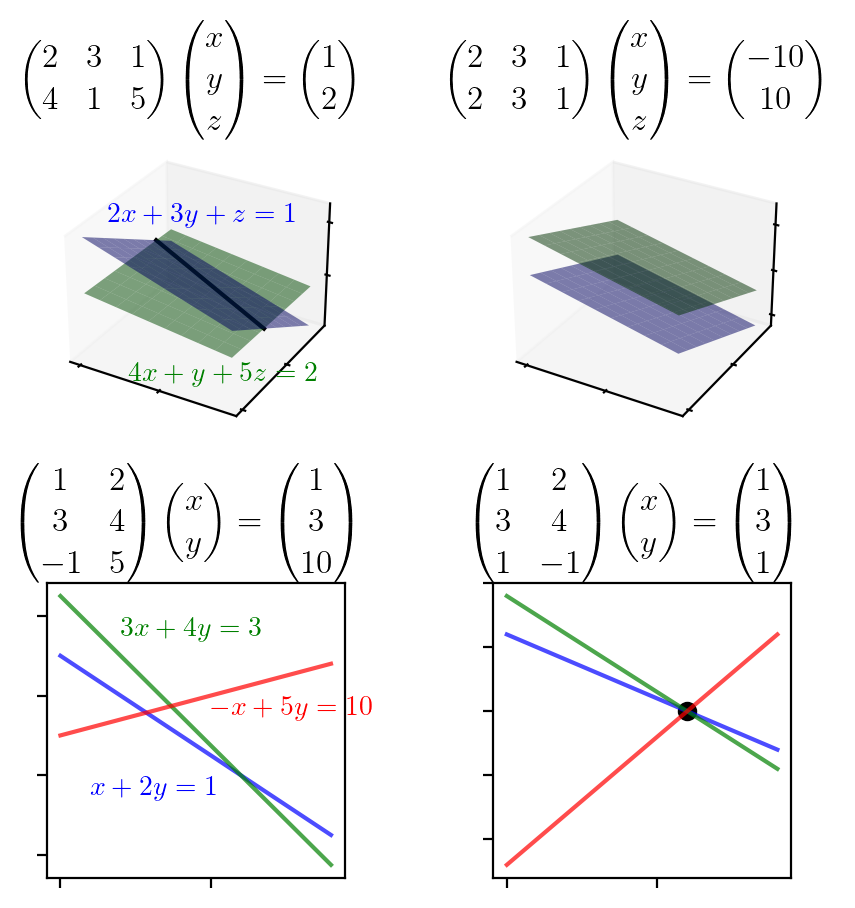 (2 3 1; 4 1 5) (x; y; z) = (1; 2)
(2 3 1; 2 3 1) (x; y; z) = (−10; 10)
2x + 3y + z = 1
4x + y + 5z = 2
(1 2; 3 4; −1 5) (x; y) = (1; 3; 10)
(1 2; 3 4; 1 −1) (x; y) = (1; 3; 1)
3x + 4y = 3
−x + 5y = 10
x + 2y = 1